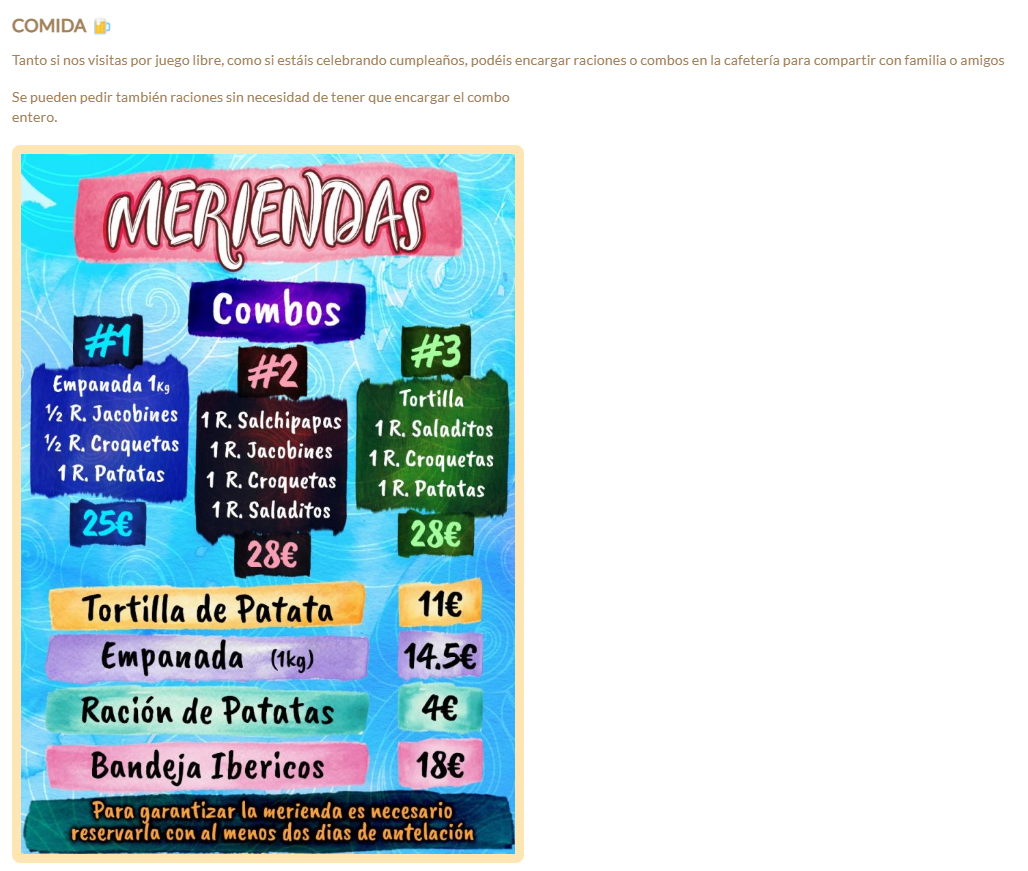 COMIDA 🍺
Tanto si nos visitas por juego libre, como si estáis celebrando cumpleaños, podéis encargar raciones o combos en la cafetería para compartir con familia o amigos
Se pueden pedir también raciones sin necesidad de tener que encargar el combo
entero.
MERIENDAS
Combos
#1
Empanada 1Kg
½ R. Jacobines
½ R. Croquetas
1 R. Patatas
25€
#2
1 R. Salchipapas
1 R. Jacobines
1 R. Croquetas
1 R. Saladitos
28€
#3
Tortilla
1 R. Saladitos
1 R. Croquetas
1 R. Patatas
28€
Tortilla de Patata 11€
Empanada (1kg) 14.5€
Ración de Patatas 4€
Bandeja Ibericos 18€
Para garantizar la merienda es necesario
reservarla con al menos dos dias de antelación